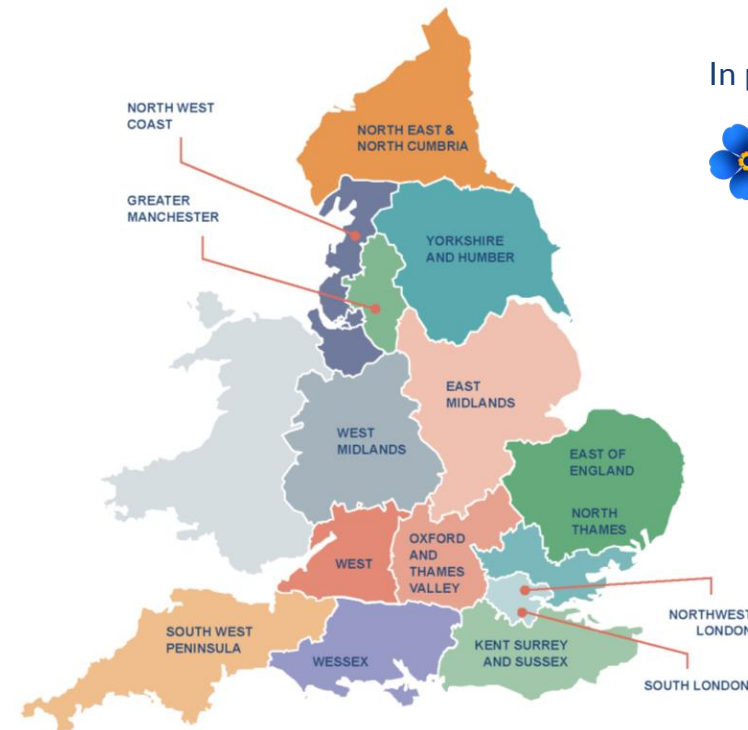 In p
NORTH WEST
COAST
NORTH EAST &
NORTH CUMBRIA
GREATER
MANCHESTER
YORKSHIRE
AND HUMBER
EAST
MIDLANDS
WEST
MIDLANDS
EAST OF
ENGLAND
NORTH
THAMES
OXFORD
AND
THAMES
VALLEY
WEST
NORTHWEST
LONDON
SOUTH WEST
PENINSULA
WESSEX
KENT SURREY
AND SUSSEX
SOUTH LONDON